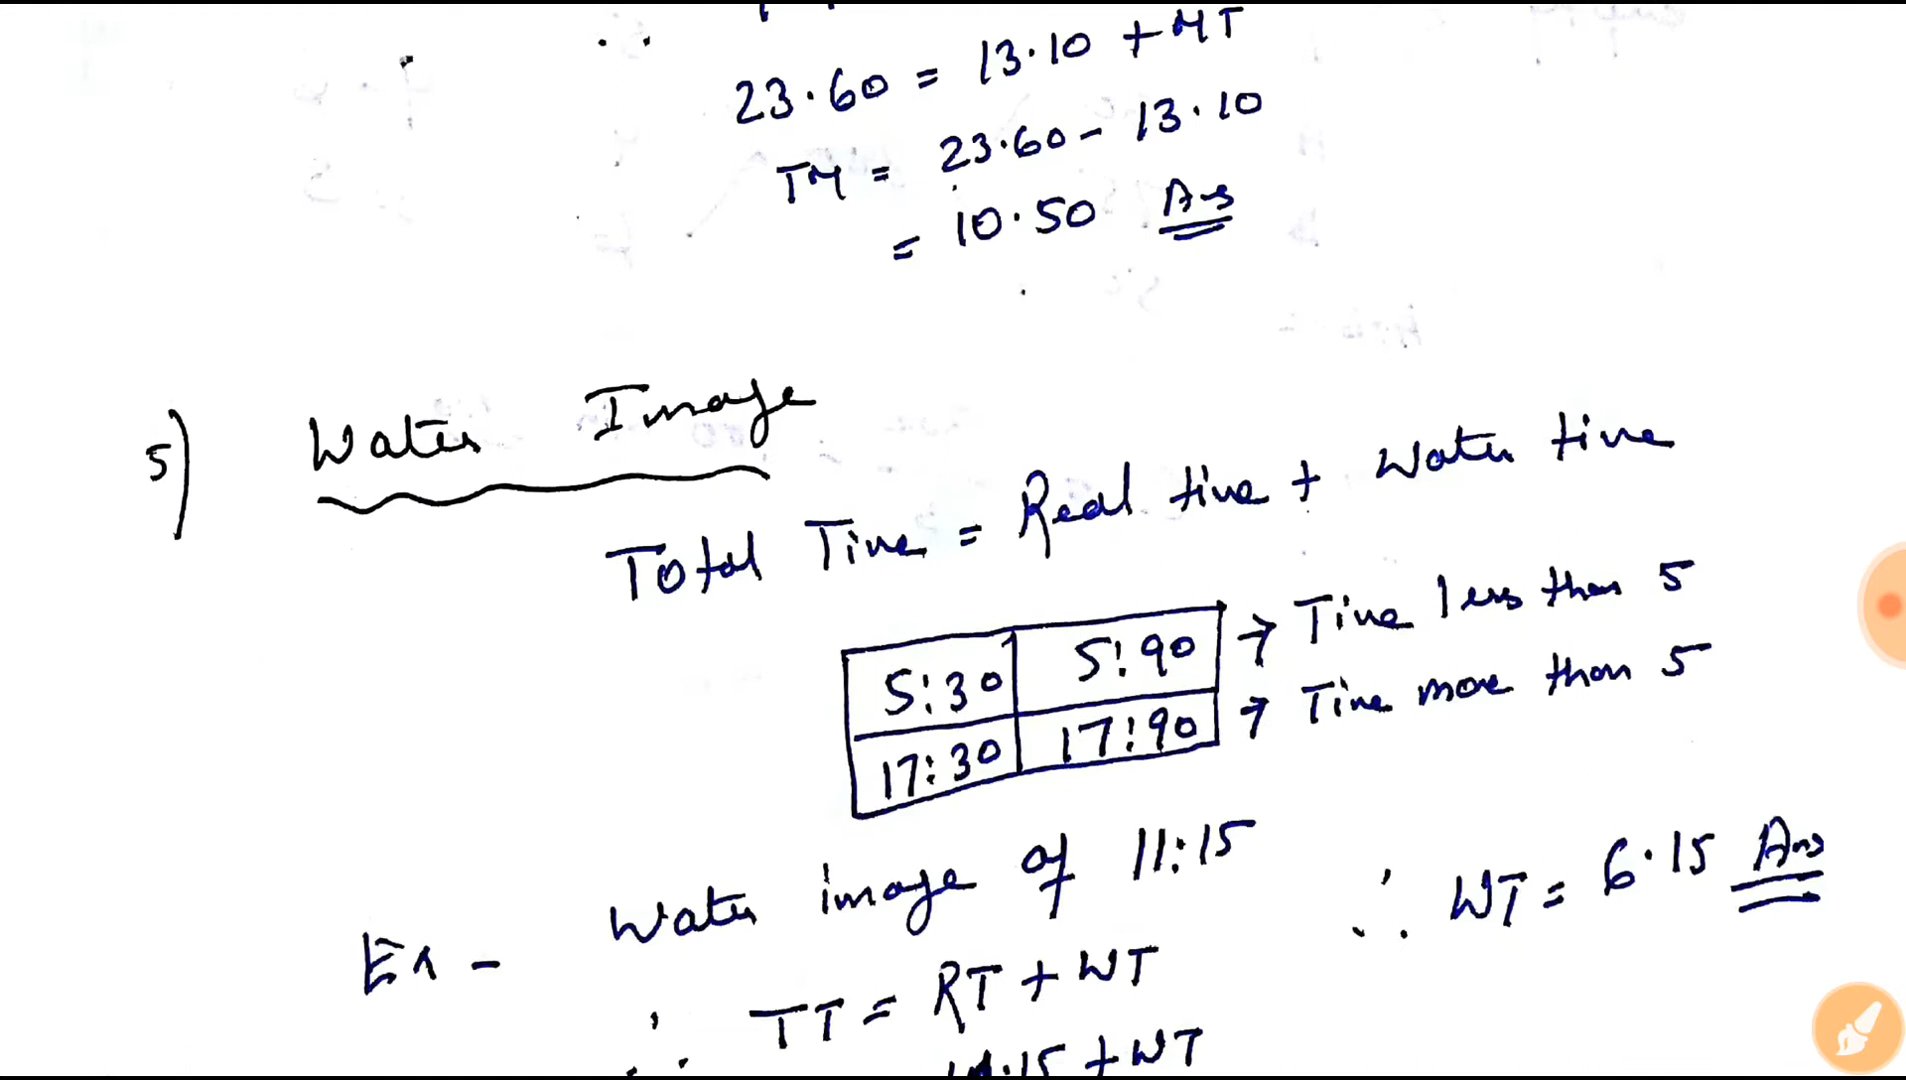 23.60 = 13.10 + MT
TM = 23.60 - 13.10
= 10.50 Ans
5) Water Image
Total Time = Real time + Water time
5:30 5:90 → Time less than 5
17:30 17:90 → Time more than 5
Ex - Water image of 11:15
∴ WT = 6.15 Ans
∴ TT = RT + WT
.15 + WT